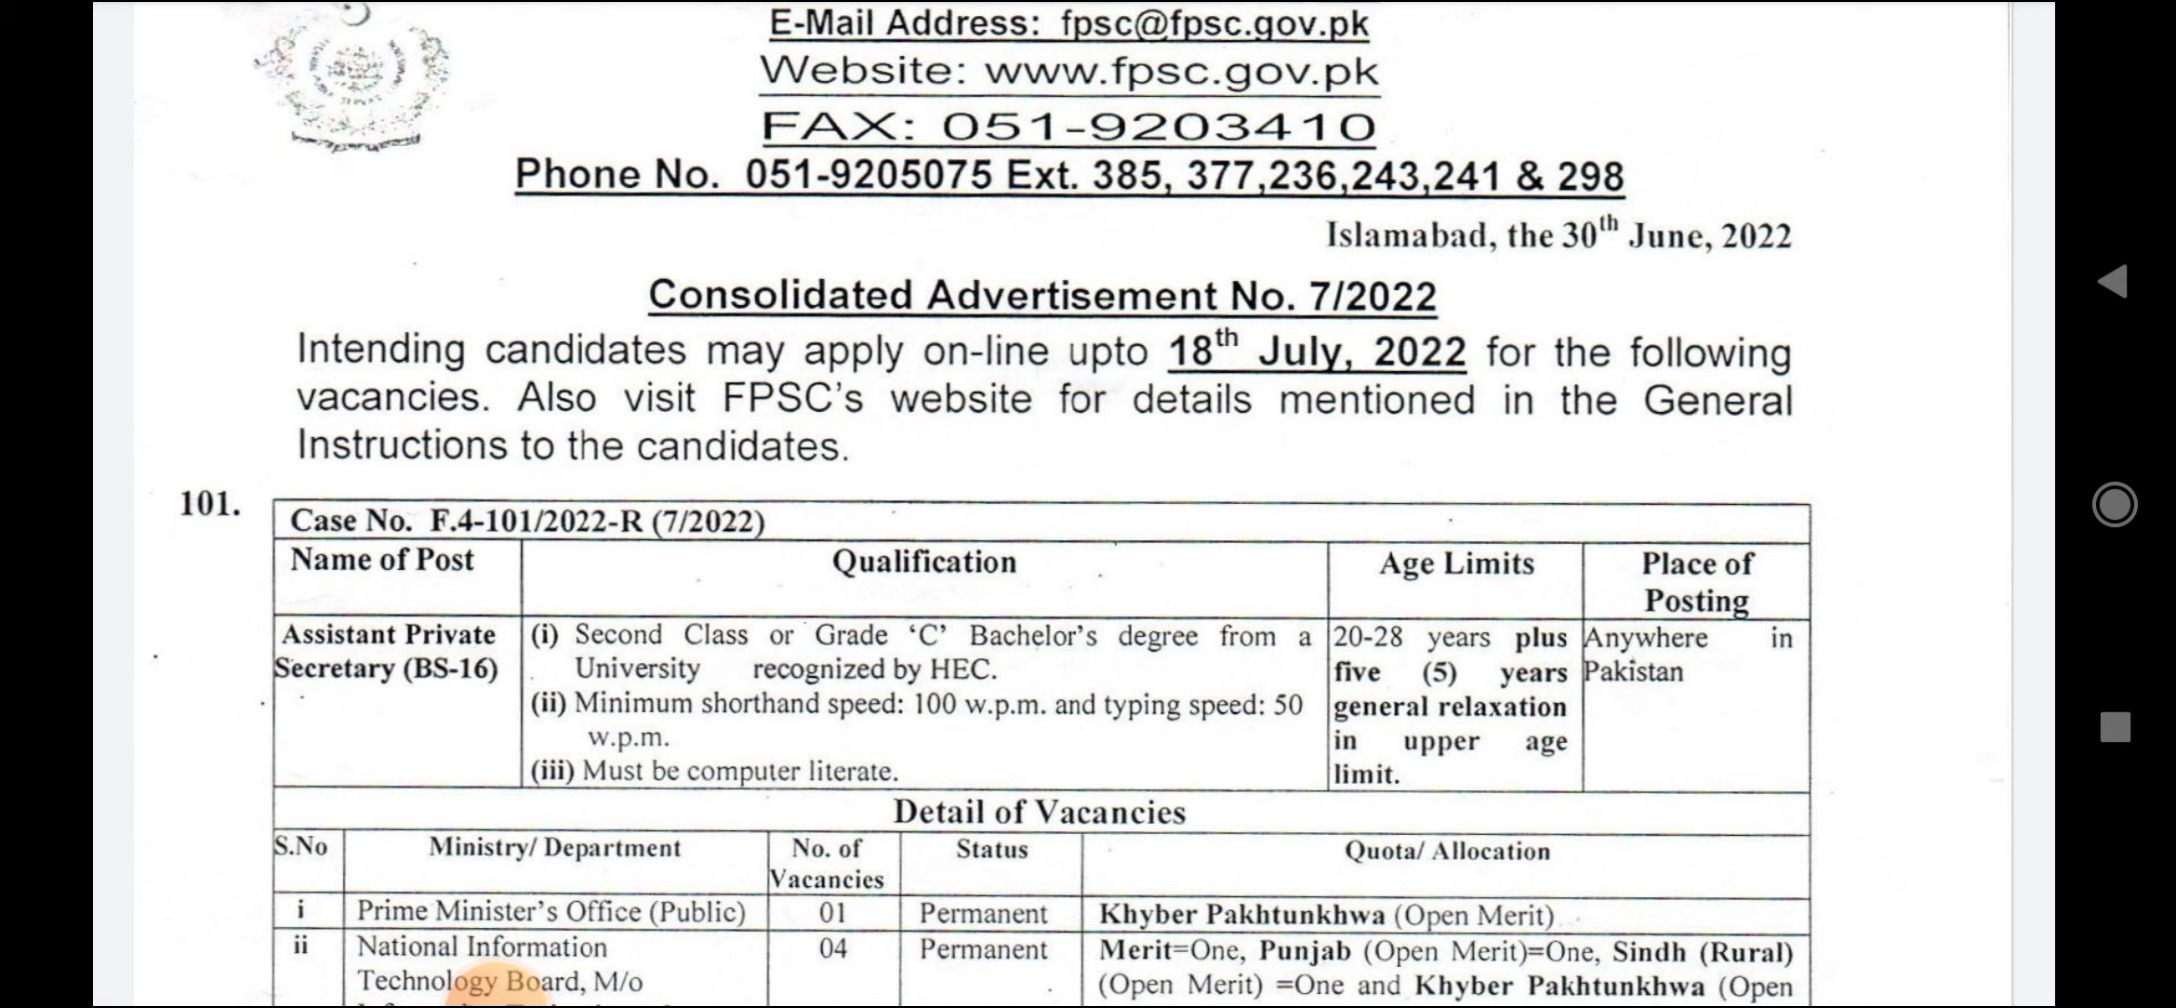 E-Mail Address: fpsc@fpsc.gov.pk
Website: www.fpsc.gov.pk
FAX: 051-9203410
Phone No. 051-9205075 Ext. 385, 377,236,243,241 & 298
Islamabad, the 30th June, 2022
Consolidated Advertisement No. 7/2022
Intending candidates may apply on-line upto 18th July, 2022 for the following
vacancies. Also visit FPSC's website for details mentioned in the General
Instructions to the candidates.
101.
Case No. F.4-101/2022-R (7/2022)
Name of Post
Qualification
Age Limits
Place of
Posting
Assistant Private
Secretary (BS-16)
(i) Second Class or Grade 'C' Bachelor's degree from a
University recognized by HEC.
(ii) Minimum shorthand speed: 100 w.p.m. and typing speed: 50
w.p.m.
(iii) Must be computer literate.
20-28 years plus
five (5) years
general relaxation
in upper age
limit.
Anywhere in
Pakistan
Detail of Vacancies
S.No
Ministry/ Department
No. of
Vacancies
Status
Quota/ Allocation
i
Prime Minister's Office (Public)
01
Permanent
Khyber Pakhtunkhwa (Open Merit)
ii
National Information
Technology Board, M/o
04
Permanent
Merit=One, Punjab (Open Merit)=One, Sindh (Rural)
(Open Merit) =One and Khyber Pakhtunkhwa (Open